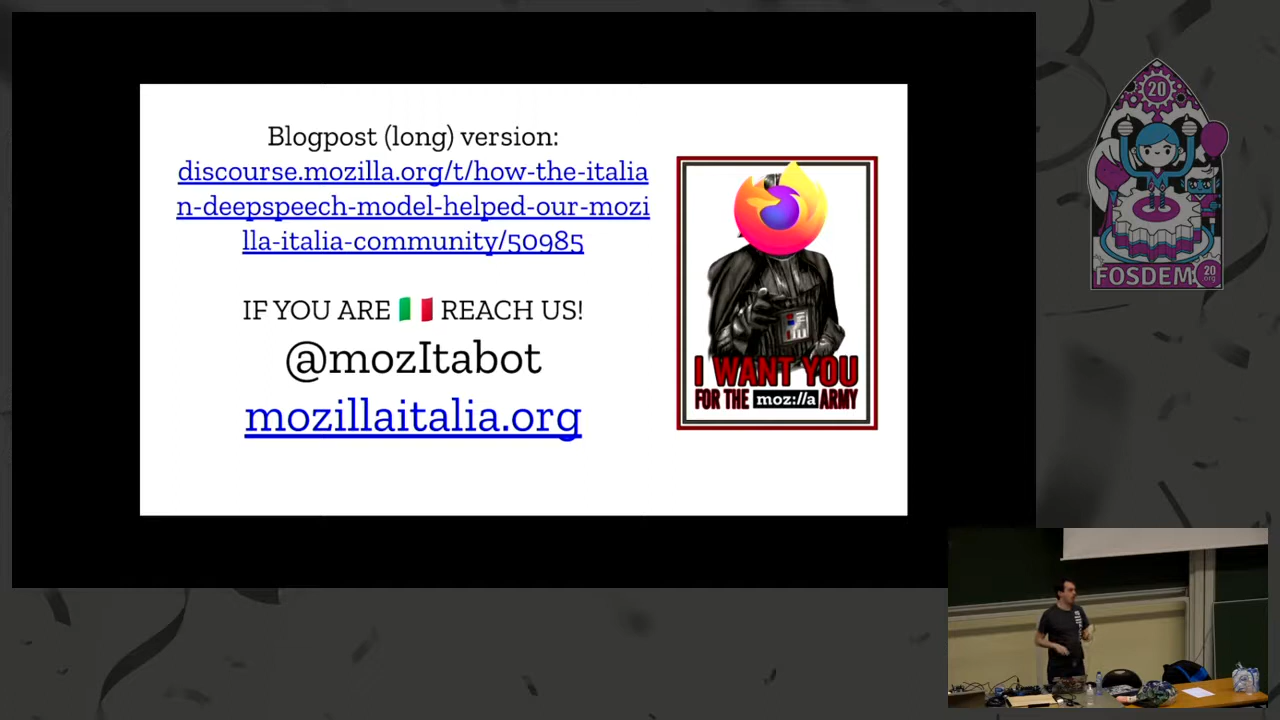 Blogpost (long) version:
discourse.mozilla.org/t/how-the-italia
n-deepspeech-model-helped-our-mozi
lla-italia-community/50985
IF YOU ARE 🇮🇹 REACH US!
@mozItabot
mozillaitalia.org
I WANT YOU
FOR THE moz://a ARMY
20
FOSDEM
20
.org